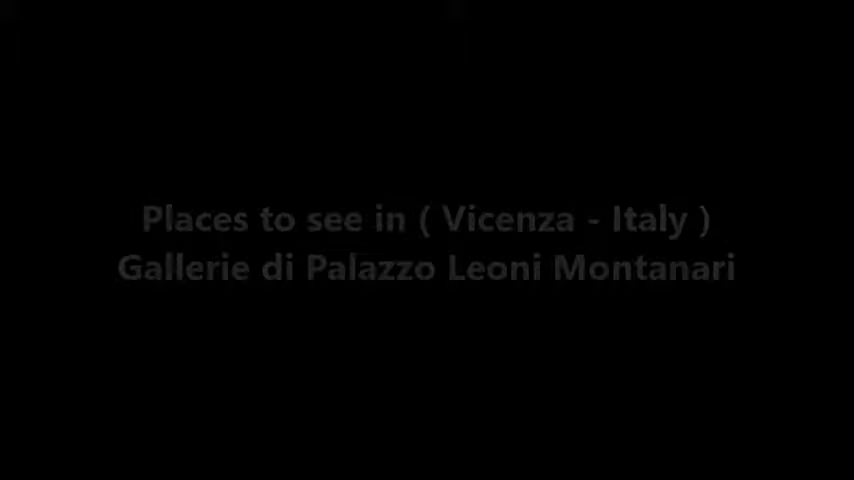 Places to see in ( Vicenza - Italy )
Gallerie di Palazzo Leoni Montanari